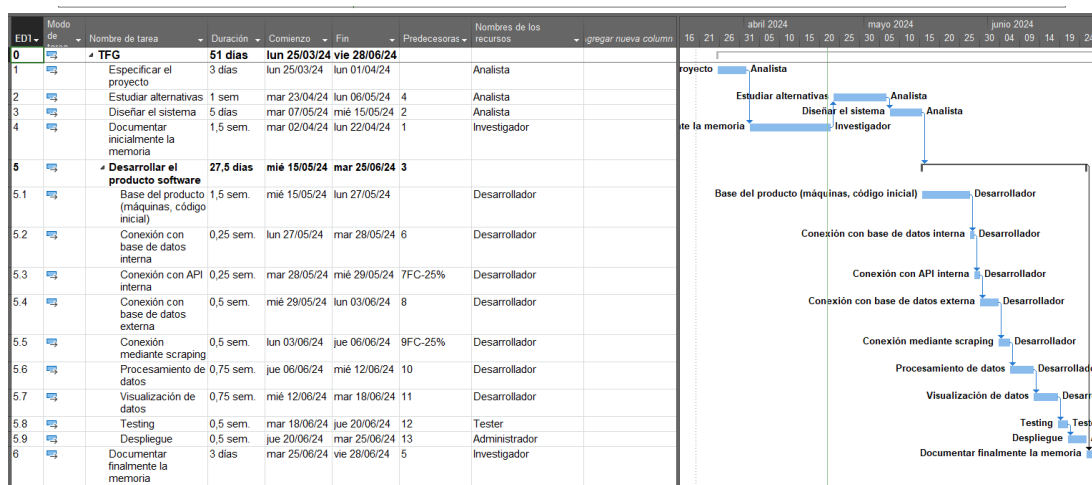 EDT Modo de tarea Nombre de tarea Duración Comienzo Fin Predecesoras Nombres de los recursos Agregar nueva column
0 TFG 51 días lun 25/03/24 vie 28/06/24
1 Especificar el proyecto 3 días lun 25/03/24 lun 01/04/24 Analista
2 Estudiar alternativas 1 sem mar 23/04/24 lun 06/05/24 4 Analista
3 Diseñar el sistema 5 días mar 07/05/24 mié 15/05/24 2 Analista
4 Documentar inicialmente la memoria 1,5 sem. mar 02/04/24 lun 22/04/24 1 Investigador
5 Desarrollar el producto software 27,5 días mié 15/05/24 mar 25/06/24 3
5.1 Base del producto (máquinas, código inicial) 1,5 sem. mié 15/05/24 lun 27/05/24 Desarrollador
5.2 Conexión con base de datos interna 0,25 sem. lun 27/05/24 mar 28/05/24 6 Desarrollador
5.3 Conexión con API interna 0,25 sem. mar 28/05/24 mié 29/05/24 7FC-25% Desarrollador
5.4 Conexión con base de datos externa 0,5 sem. mié 29/05/24 lun 03/06/24 8 Desarrollador
5.5 Conexión mediante scraping 0,5 sem. lun 03/06/24 jue 06/06/24 9FC-25% Desarrollador
5.6 Procesamiento de datos 0,75 sem. jue 06/06/24 mié 12/06/24 10 Desarrollador
5.7 Visualización de datos 0,75 sem. mié 12/06/24 mar 18/06/24 11 Desarrollador
5.8 Testing 0,5 sem. mar 18/06/24 jue 20/06/24 12 Tester
5.9 Despliegue 0,5 sem. jue 20/06/24 mar 25/06/24 13 Administrador
6 Documentar finalmente la memoria 3 días mar 25/06/24 vie 28/06/24 5 Investigador
abril 2024 mayo 2024 junio 2024
16 21 26 31 05 10 15 20 25 30 05 10 15 20 25 30 04 09 14 19 24
royecto Analista
Estudiar alternativas Analista
Diseñar el sistema Analista
te la memoria Investigador
Base del producto (máquinas, código inicial) Desarrollador
Conexión con base de datos interna Desarrollador
Conexión con API interna Desarrollador
Conexión con base de datos externa Desarrollador
Conexión mediante scraping Desarrollador
Procesamiento de datos Desarrollad
Visualización de datos Desarr
Testing Test
Despliegue
Documentar finalmente la memoria